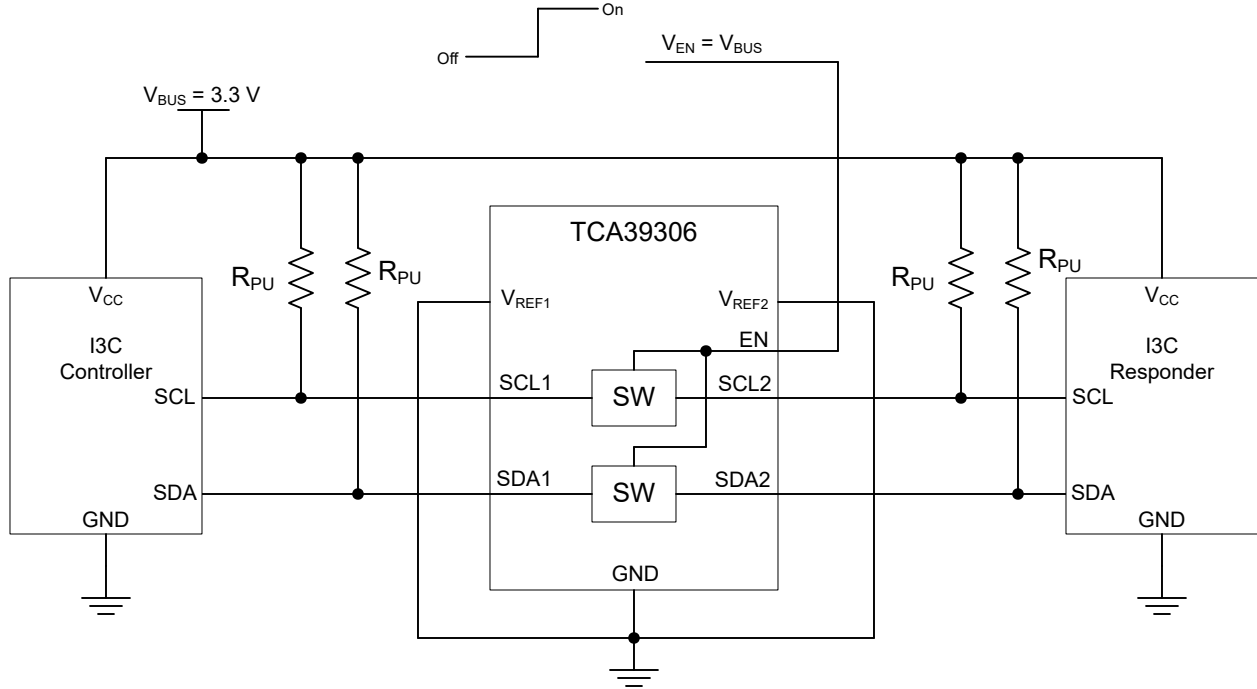 On
Off
V_EN = V_BUS
V_BUS = 3.3 V
TCA39306
R_PU
R_PU
R_PU
R_PU
V_CC
V_REF1
V_REF2
V_CC
I3C
Controller
EN
I3C
Responder
SCL
SCL1
SW
SCL2
SCL
SDA
SDA1
SW
SDA2
SDA
GND
GND
GND